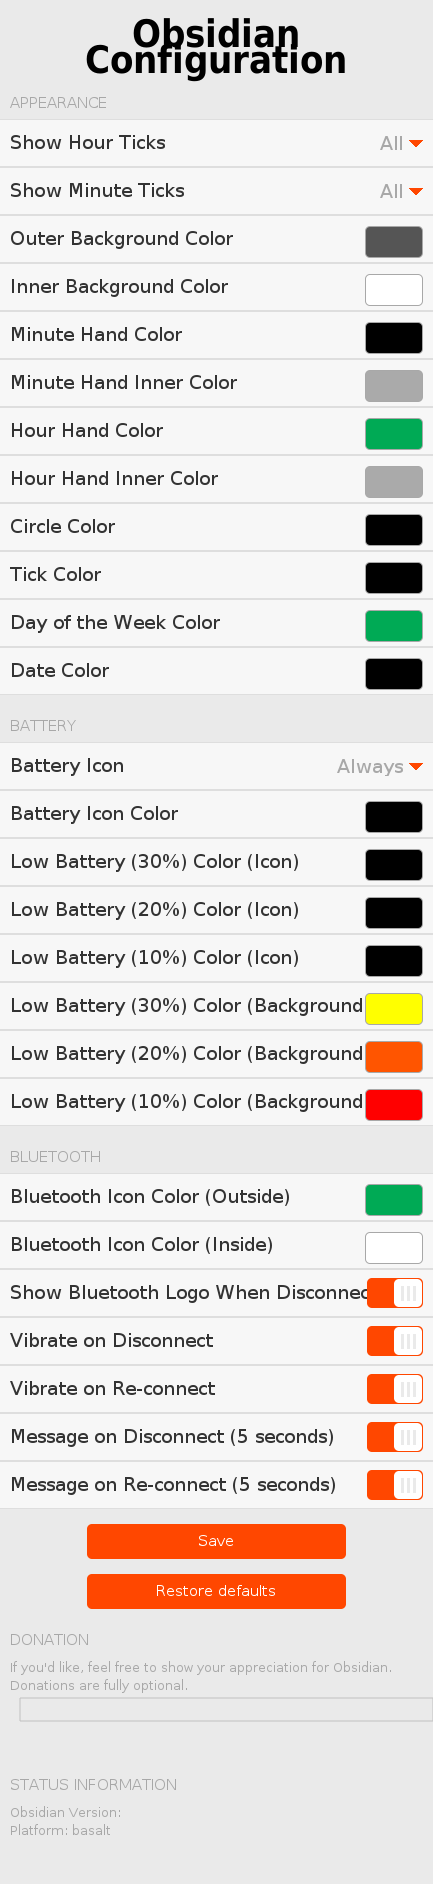 Obsidian
Configuration
APPEARANCE
Show Hour Ticks All
Show Minute Ticks All
Outer Background Color
Inner Background Color
Minute Hand Color
Minute Hand Inner Color
Hour Hand Color
Hour Hand Inner Color
Circle Color
Tick Color
Day of the Week Color
Date Color
BATTERY
Battery Icon Always
Battery Icon Color
Low Battery (30%) Color (Icon)
Low Battery (20%) Color (Icon)
Low Battery (10%) Color (Icon)
Low Battery (30%) Color (Background
Low Battery (20%) Color (Background
Low Battery (10%) Color (Background
BLUETOOTH
Bluetooth Icon Color (Outside)
Bluetooth Icon Color (Inside)
Show Bluetooth Logo When Disconnec
Vibrate on Disconnect
Vibrate on Re-connect
Message on Disconnect (5 seconds)
Message on Re-connect (5 seconds)
Save
Restore defaults
DONATION
If you'd like, feel free to show your appreciation for Obsidian.
Donations are fully optional.
STATUS INFORMATION
Obsidian Version:
Platform: basalt